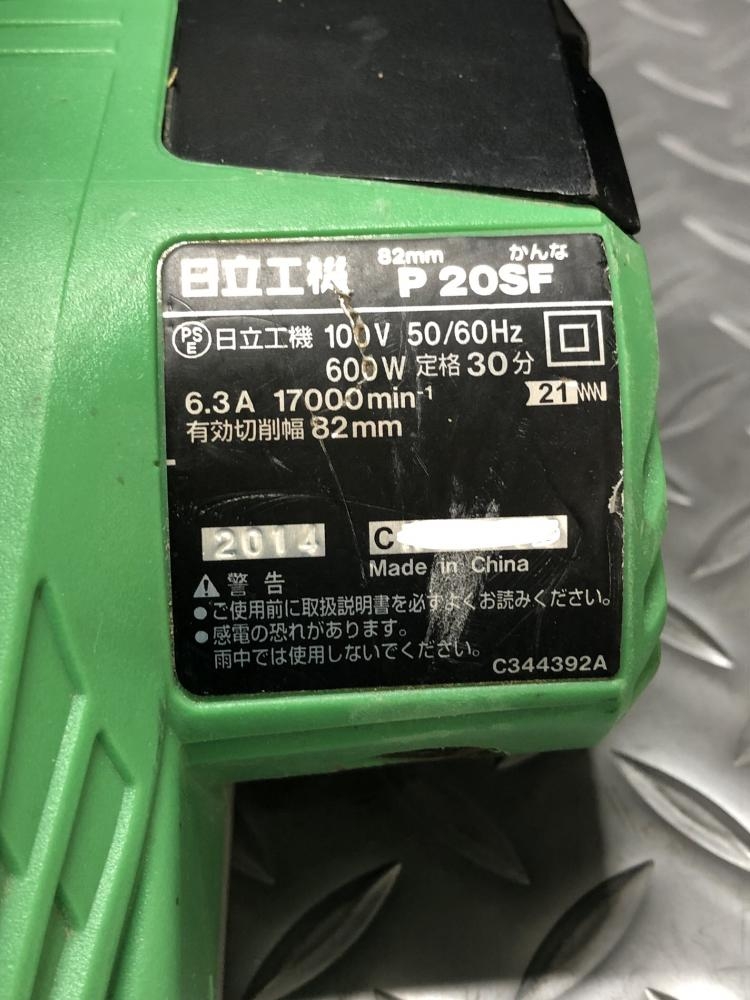 82mm かんな
日立工機 P 20SF
PS E 日立工機 100V 50/60Hz
600W 定格30分
6.3A 17000min⁻¹ 21
有効切削幅 82mm
2014 C
Made in China
警告
●ご使用前に取扱説明書を必ずよくお読みください。
●感電の恐れがあります。
雨中では使用しないでください。
C344392A